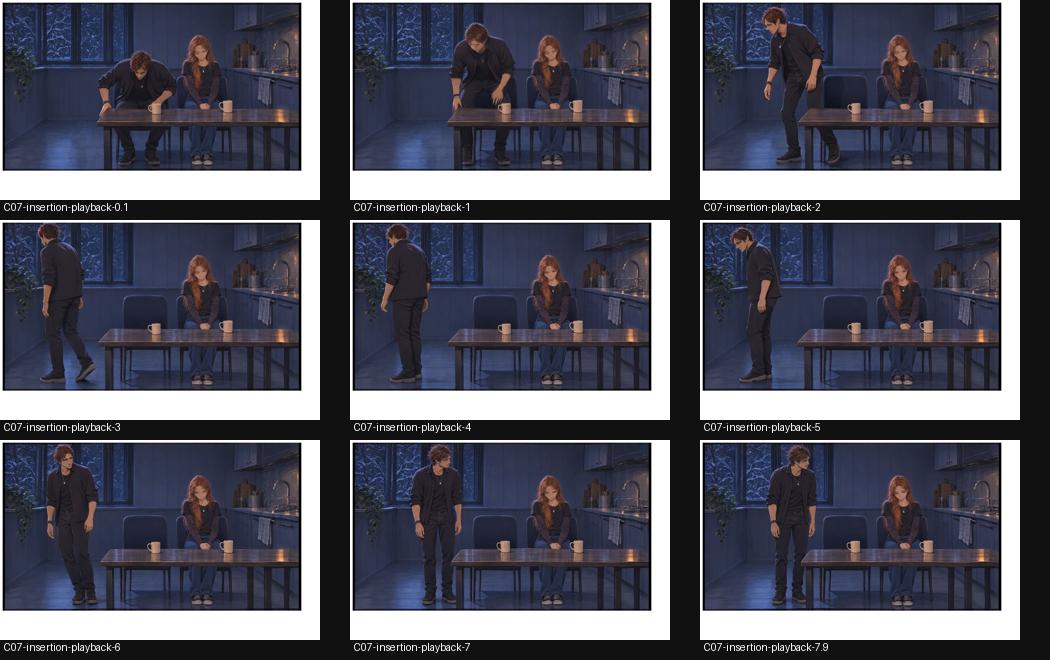 C07-insertion-playback-0.1
C07-insertion-playback-1
C07-insertion-playback-2
C07-insertion-playback-3
C07-insertion-playback-4
C07-insertion-playback-5
C07-insertion-playback-6
C07-insertion-playback-7
C07-insertion-playback-7.9